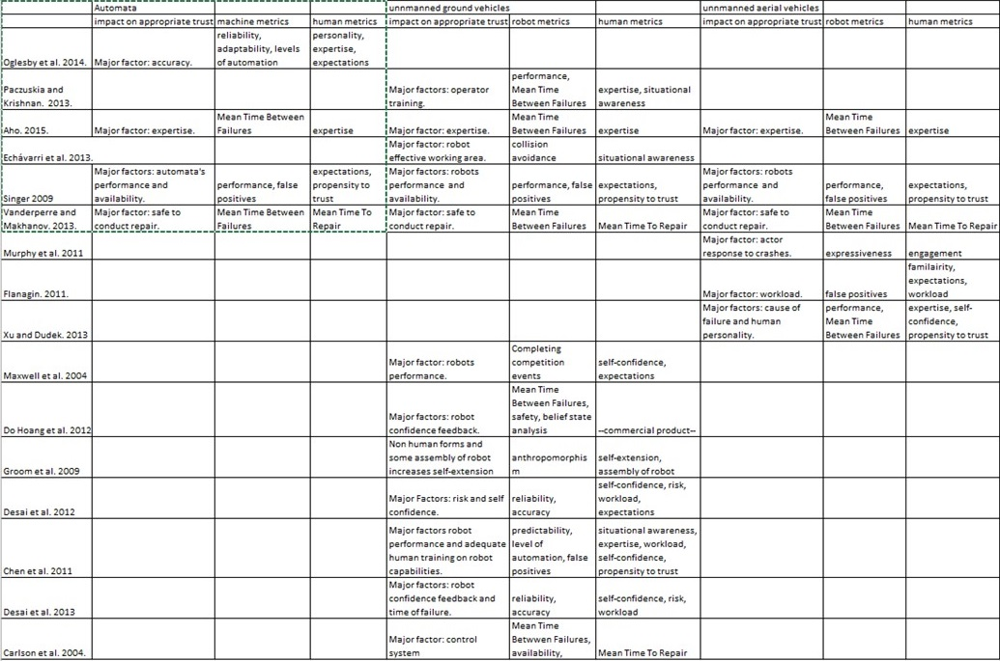 Automata unnmanned ground vehicles unnmanned aerial vehicles
impact on appropriate trust machine metrics human metrics impact on appropriate trust robot metrics human metrics impact on appropriate trust robot metrics human metrics
Oglesby et al. 2014.
Major factor: accuracy.
reliability,
adaptability, levels
of automation
personality,
expertise,
expectations
Paczuskia and
Krishnan. 2013.
Major factors: operator
training.
performance,
Mean Time
Between Failures
expertise, situational
awareness
Aho. 2015.
Major factor: expertise.
Mean Time Between
Failures
expertise
Major factor: expertise.
Mean Time
Between Failures
expertise
Major factor: expertise.
Mean Time
Between Failures
expertise
Echávarri et al. 2013.
Major factor: robot
effective working area.
collision
avoidance
situational awareness
Singer 2009
Major factors: automata's
performance and
availability.
performance, false
positives
expectations,
propensity to
trust
Major factors: robots
performance and
availability.
performance, false
positives
expectations,
propensity to trust
Major factors: robots
performance and
availability.
performance,
false positives
expectations,
propensity to trust
Vanderperre and
Makhanov. 2013.
Major factor: safe to
conduct repair.
Mean Time Between
Failures
Mean Time To
Repair
Major factor: safe to
conduct repair.
Mean Time
Between Failures
Mean Time To Repair
Major factor: safe to
conduct repair.
Mean Time
Between Failures
Mean Time To Repair
Murphy et al. 2011
Major factor: actor
response to crashes.
expressiveness
engagement
Flanagin. 2011.
Major factor: workload.
false positives
familairity,
expectations,
workload
Xu and Dudek. 2013
Major factors: cause of
failure and human
personality.
performance,
Mean Time
Between Failures
expertise, self-
confidence,
propensity to trust
Maxwell et al. 2004
Major factor: robots
performance.
Completing
competition
events
self-confidence,
expectations
Do Hoang et al. 2012
Major factors: robot
confidence feedback.
Mean Time
Between Failures,
safety, belief state
analysis
--commercial product--
Groom et al. 2009
Non human forms and
some assembly of robot
increases self-extension
anthropomorphis
m
self-extension,
assembly of robot
Desai et al. 2012
Major Factors: risk and self
confidence.
reliability,
accuracy
self-confidence, risk,
workload,
expectations
Chen et al. 2011
Major factors robot
performance and adequate
human training on robot
capabilities.
predictability,
level of
automation, false
positives
situational awareness,
expertise, workload,
self-confidence,
propensity to trust
Desai et al. 2013
Major factors: robot
confidence feedback and
time of failure.
reliability,
accuracy
self-confidence, risk,
workload
Carlson et al. 2004.
Major factor: control
system
Mean Time
Betwwen Failures,
availability,
Mean Time To Repair